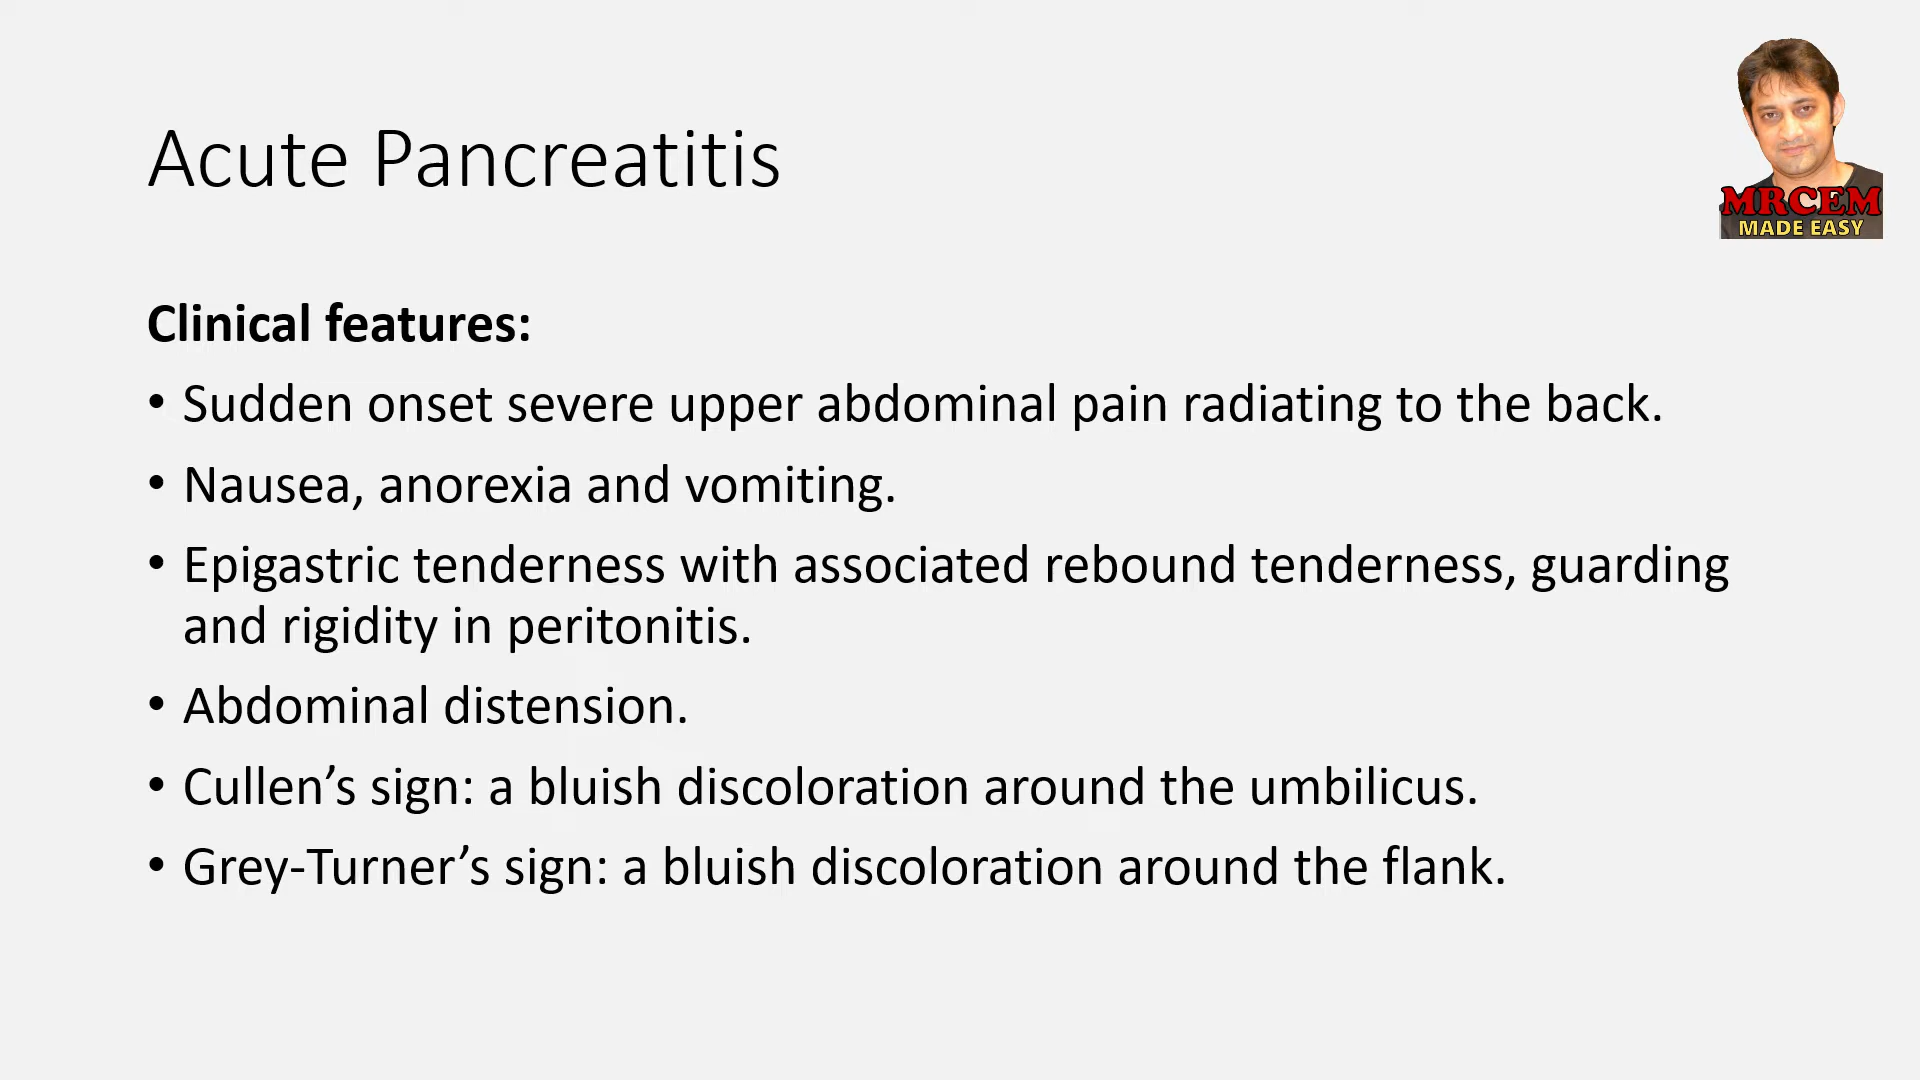 Acute Pancreatitis
MRCEM
MADE EASY
Clinical features:
• Sudden onset severe upper abdominal pain radiating to the back.
• Nausea, anorexia and vomiting.
• Epigastric tenderness with associated rebound tenderness, guarding
and rigidity in peritonitis.
• Abdominal distension.
• Cullen’s sign: a bluish discoloration around the umbilicus.
• Grey-Turner’s sign: a bluish discoloration around the flank.